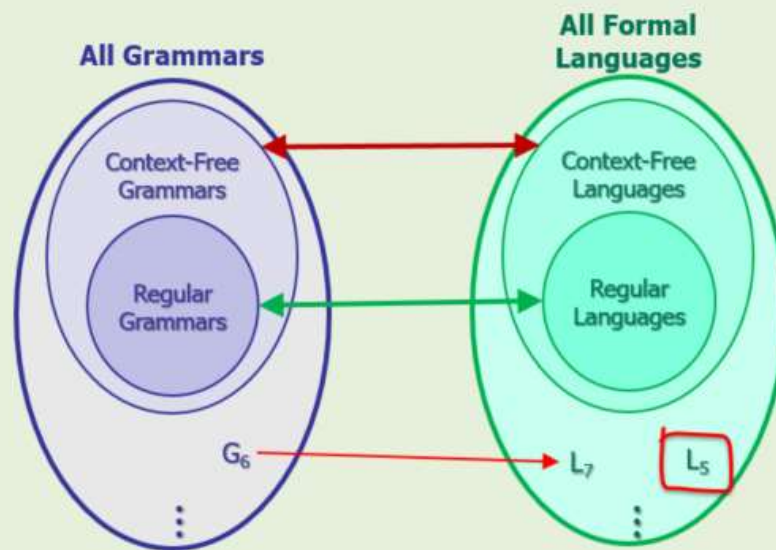 All Grammars
Context-Free
Grammars
Regular
Grammars
G₆
All Formal
Languages
Context-Free
Languages
Regular
Languages
L₇
L₅